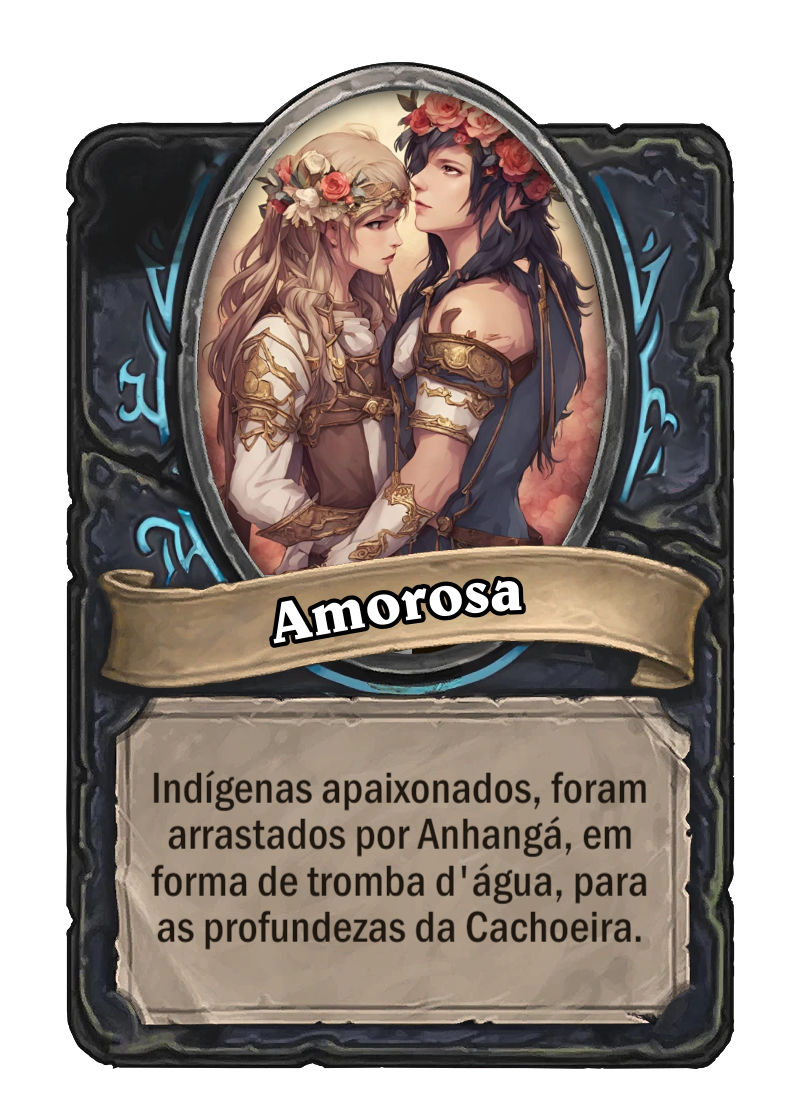 Amorosa
Indígenas apaixonados, foram
arrastados por Anhangá, em
forma de tromba d'água, para
as profundezas da Cachoeira.